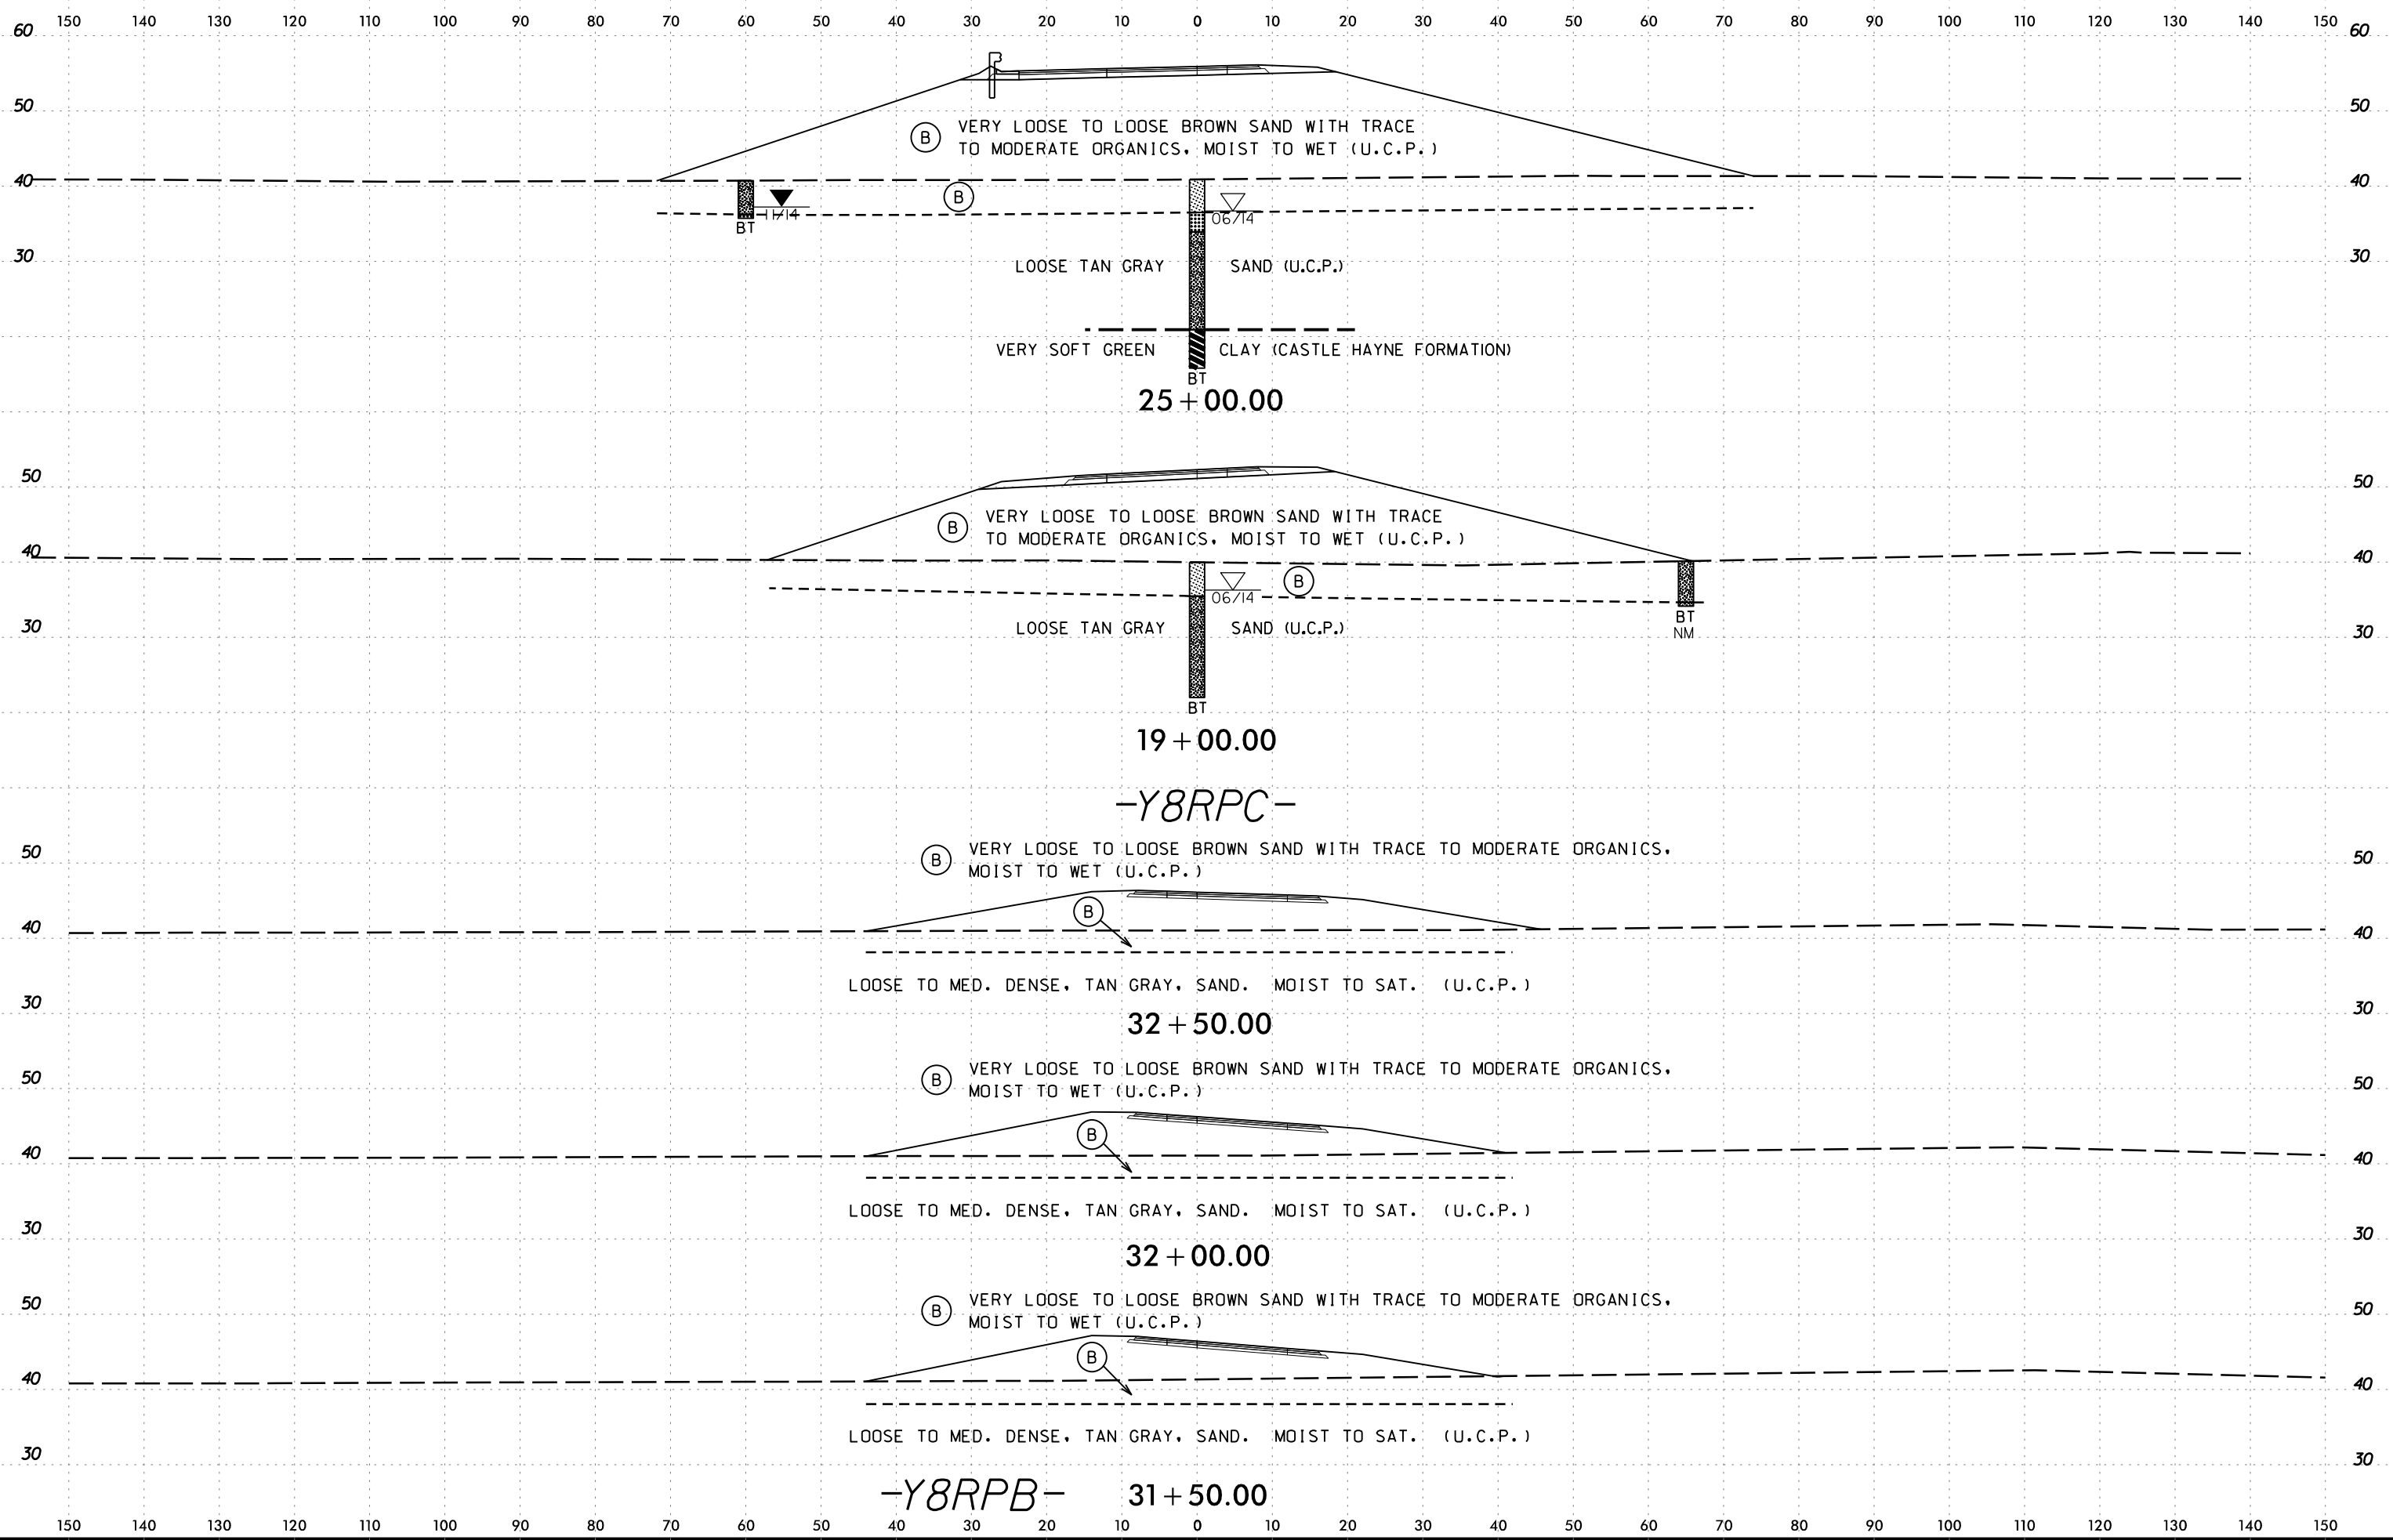 150 140 130 120 110 100 90 80 70 60 50 40 30 20 10 0 10 20 30 40 50 60 70 80 90 100 110 120 130 140 150
60 60
50 50
B VERY LOOSE TO LOOSE BROWN SAND WITH TRACE
TO MODERATE ORGANICS, MOIST TO WET (U.C.P.)
40 40
B
11/14 06/14
BT
30 30
LOOSE TAN GRAY SAND (U.C.P.)
VERY SOFT GREEN CLAY (CASTLE HAYNE FORMATION)
BT
25+00.00
50 50
B VERY LOOSE TO LOOSE BROWN SAND WITH TRACE
TO MODERATE ORGANICS, MOIST TO WET (U.C.P.)
40 40
B
06/14
BT
NM
30 30
LOOSE TAN GRAY SAND (U.C.P.)
BT
19+00.00
-Y8RPC-
50 50
B VERY LOOSE TO LOOSE BROWN SAND WITH TRACE TO MODERATE ORGANICS,
MOIST TO WET (U.C.P.)
B
40 40
LOOSE TO MED. DENSE, TAN GRAY, SAND. MOIST TO SAT. (U.C.P.)
30 30
32+50.00
50 50
B VERY LOOSE TO LOOSE BROWN SAND WITH TRACE TO MODERATE ORGANICS,
MOIST TO WET (U.C.P.)
B
40 40
LOOSE TO MED. DENSE, TAN GRAY, SAND. MOIST TO SAT. (U.C.P.)
30 30
32+00.00
50 50
B VERY LOOSE TO LOOSE BROWN SAND WITH TRACE TO MODERATE ORGANICS,
MOIST TO WET (U.C.P.)
B
40 40
LOOSE TO MED. DENSE, TAN GRAY, SAND. MOIST TO SAT. (U.C.P.)
30 30
-Y8RPB- 31+50.00
150 140 130 120 110 100 90 80 70 60 50 40 30 20 10 0 10 20 30 40 50 60 70 80 90 100 110 120 130 140 150